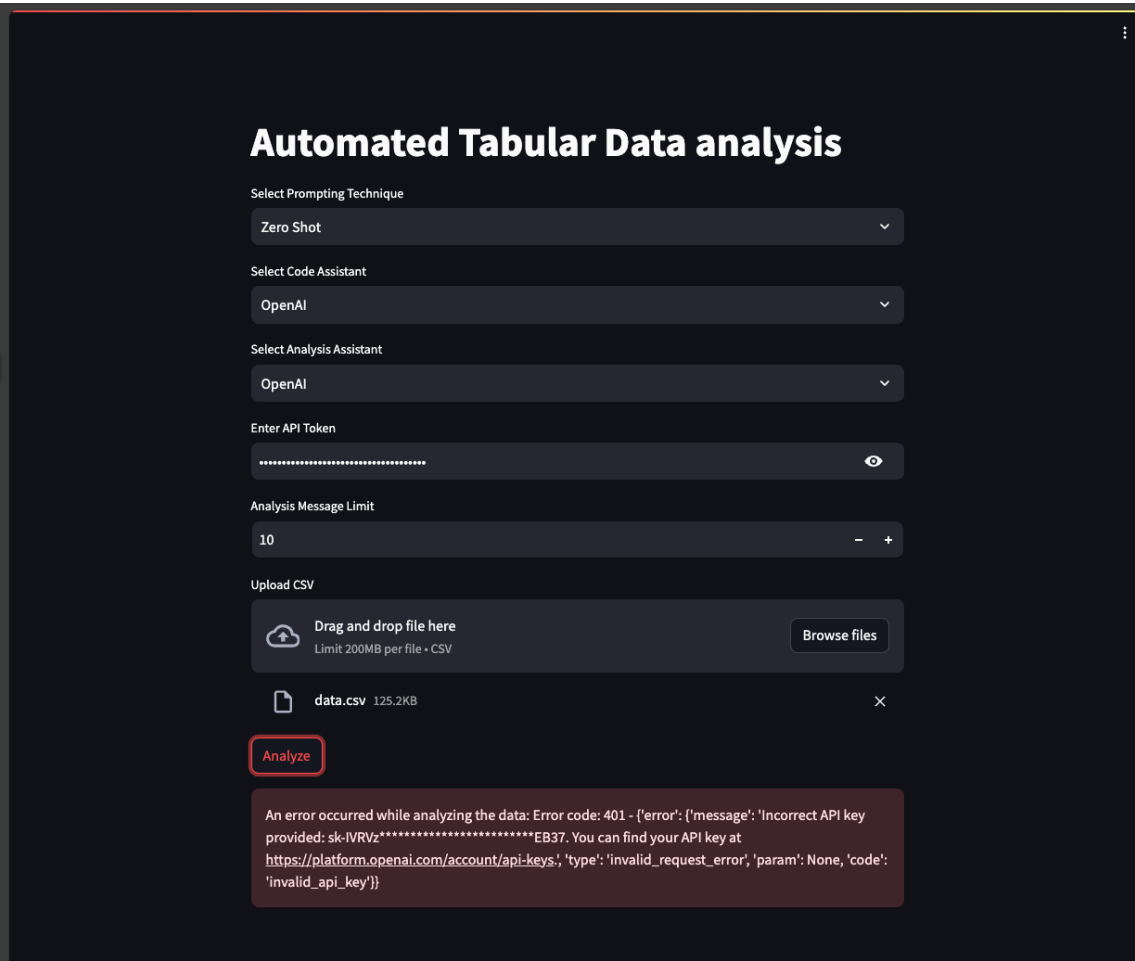 Automated Tabular Data analysis
Select Prompting Technique
Zero Shot
Select Code Assistant
OpenAI
Select Analysis Assistant
OpenAI
Enter API Token
Analysis Message Limit
10
Upload CSV
Drag and drop file here
Limit 200MB per file • CSV
Browse files
data.csv 125.2KB
Analyze
An error occurred while analyzing the data: Error code: 401 - {'error': {'message': 'Incorrect API key
provided: sk-IVRVz*************************EB37. You can find your API key at
https://platform.openai.com/account/api-keys.', 'type': 'invalid_request_error', 'param': None, 'code':
'invalid_api_key'}}